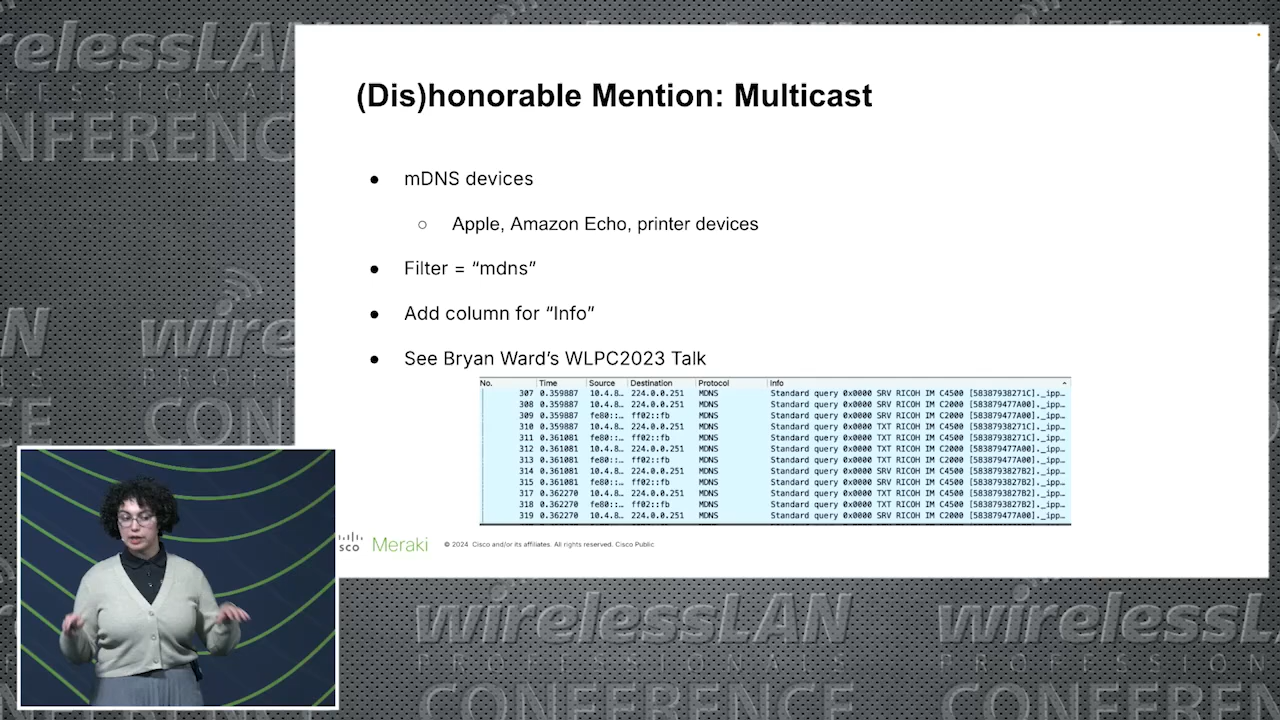 wirelessLAN
CONFERENCE
(Dis)honorable Mention: Multicast
● mDNS devices
○ Apple, Amazon Echo, printer devices
● Filter = “mdns”
● Add column for “Info”
● See Bryan Ward’s WLPC2023 Talk
No. Time Source Destination Protocol Info
307 0.359887 10.4.8… 224.0.0.251 MDNS Standard query 0x0000 SRV RICOH IM C4500 [58387938271C]._ipp…
308 0.359887 10.4.8… 224.0.0.251 MDNS Standard query 0x0000 SRV RICOH IM C2000 [583879477A00]._ipp…
309 0.359887 fe80::… ff02::fb MDNS Standard query 0x0000 SRV RICOH IM C2000 [583879477A00]._ipp…
310 0.359887 10.4.8… 224.0.0.251 MDNS Standard query 0x0000 TXT RICOH IM C4500 [58387938271C]._ipp…
311 0.361081 fe80::… ff02::fb MDNS Standard query 0x0000 TXT RICOH IM C4500 [58387938271C]._ipp…
312 0.361081 10.4.8… 224.0.0.251 MDNS Standard query 0x0000 TXT RICOH IM C2000 [583879477A00]._ipp…
313 0.361081 fe80::… ff02::fb MDNS Standard query 0x0000 TXT RICOH IM C2000 [583879477A00]._ipp…
314 0.361081 10.4.8… 224.0.0.251 MDNS Standard query 0x0000 SRV RICOH IM C4500 [5838793827B2]._ipp…
315 0.361081 fe80::… ff02::fb MDNS Standard query 0x0000 SRV RICOH IM C4500 [5838793827B2]._ipp…
317 0.362270 10.4.8… 224.0.0.251 MDNS Standard query 0x0000 TXT RICOH IM C4500 [5838793827B2]._ipp…
318 0.362270 fe80::… ff02::fb MDNS Standard query 0x0000 TXT RICOH IM C4500 [5838793827B2]._ipp…
319 0.362270 10.4.8… 224.0.0.251 MDNS Standard query 0x0000 SRV RICOH IM C2000 [583879477A00]._ipp…
sco Meraki © 2024 Cisco and/or its affiliates. All rights reserved. Cisco Public
wirelessLAN
PROFESSIONALS
CONFERENCE